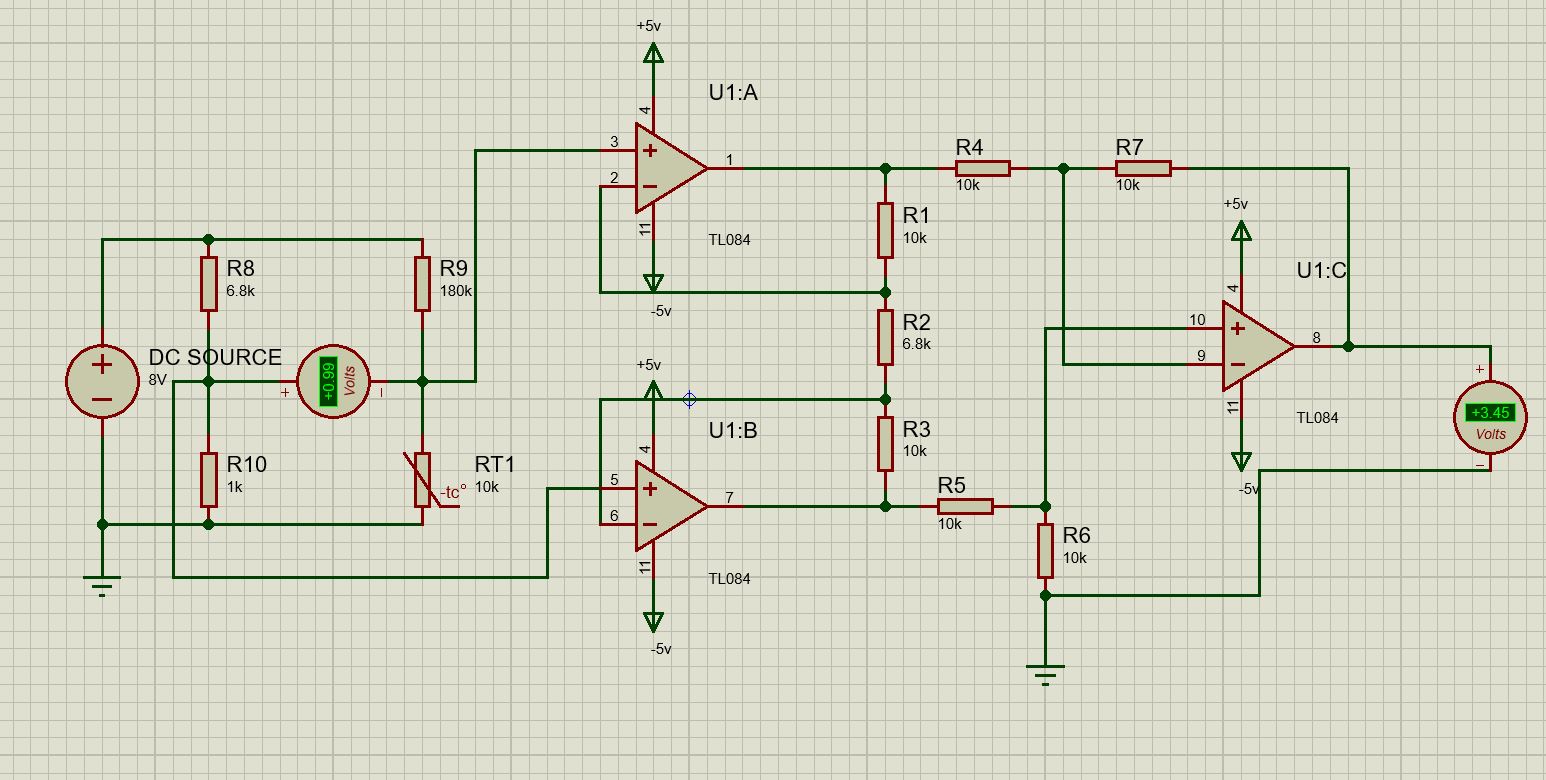 +5v
U1:A
4
3
2
1
11
TL084
-5v
R4
10k
R7
10k
R1
10k
R2
6.8k
R3
10k
+5v
U1:C
4
10
9
8
11
TL084
-5v
R8
6.8k
R9
180k
DC SOURCE
8V
+
+0.99
Volts
R10
1k
RT1
-tc°
10k
+5v
U1:B
4
5
6
7
11
TL084
-5v
R5
10k
R6
10k
+
+3.45
Volts